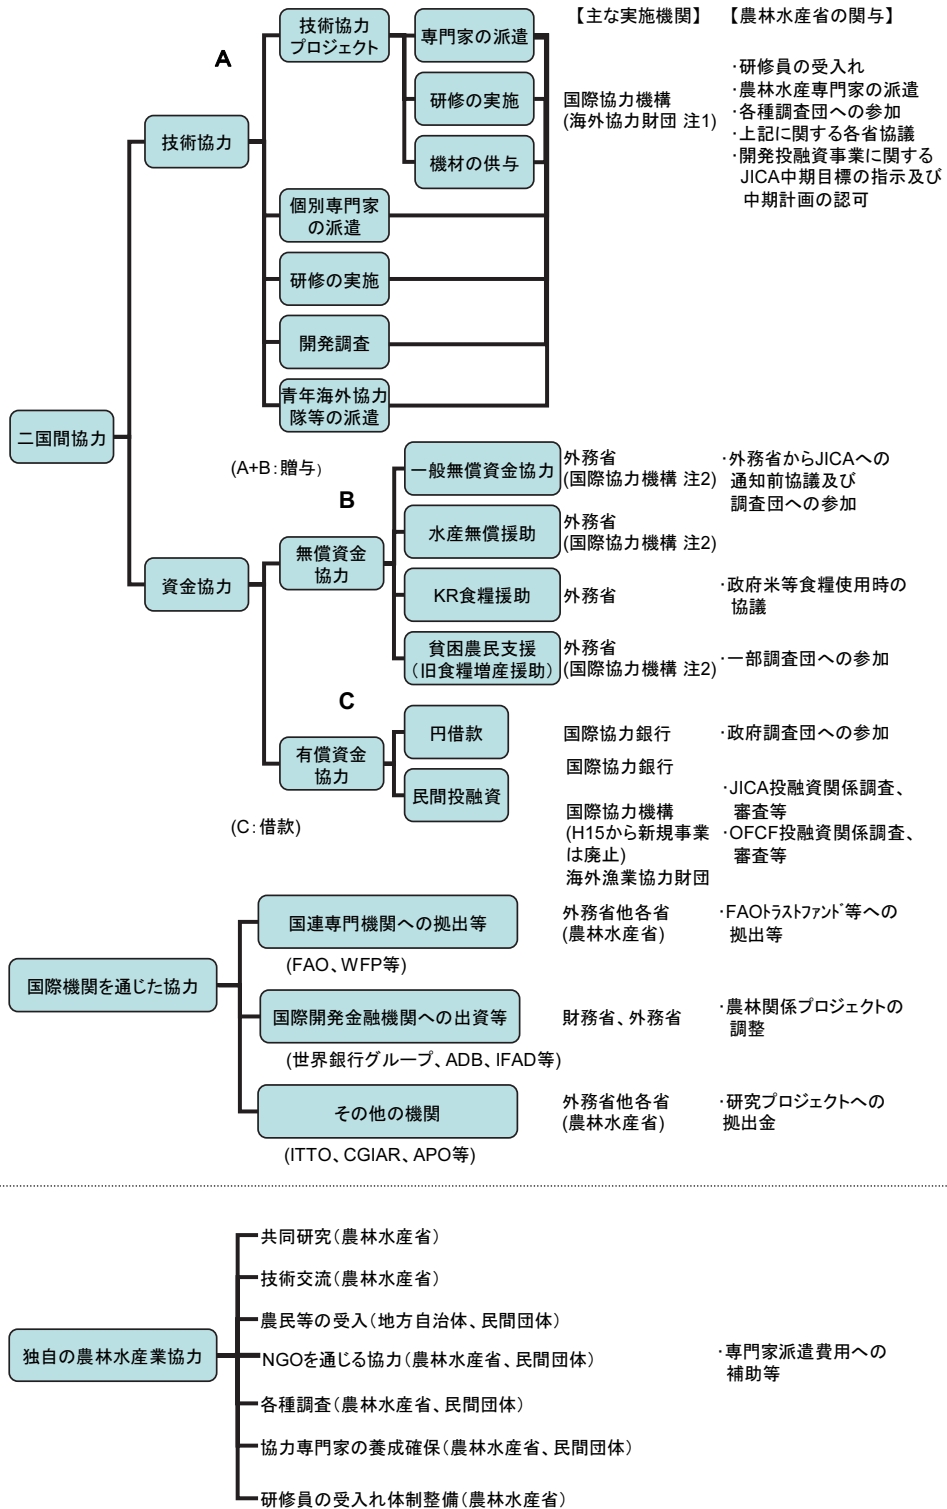 【主な実施機関】
【農林水産省の関与】
A
技術協力
プロジェクト
専門家の派遣
研修の実施
機材の供与
国際協力機構
(海外協力財団 注1)
･研修員の受入れ
･農林水産専門家の派遣
･各種調査団への参加
･上記に関する各省協議
･開発投融資事業に関する
JICA中期目標の指示及び
中期計画の認可
技術協力
個別専門家
の派遣
研修の実施
開発調査
青年海外協力
隊等の派遣
二国間協力
(A+B：贈与)
B
一般無償資金協力
外務省
(国際協力機構 注2)
･外務省からJICAへの
通知前協議及び
調査団への参加
水産無償援助
外務省
(国際協力機構 注2)
無償資金
協力
資金協力
KR食糧援助
外務省
･政府米等食糧使用時の
協議
貧困農民支援
（旧食糧増産援助）
外務省
(国際協力機構 注2)
･一部調査団への参加
C
有償資金
協力
円借款
国際協力銀行
･政府調査団への参加
民間投融資
国際協力銀行
国際協力機構
(H15から新規事業
は廃止)
海外漁業協力財団
･JICA投融資関係調査、
審査等
･OFCF投融資関係調査、
審査等
(C：借款)
国際機関を通じた協力
国連専門機関への拠出等
(FAO、WFP等)
外務省他各省
(農林水産省)
･FAOﾄﾗｽﾄﾌｧﾝﾄﾞ等への
拠出等
国際開発金融機関への出資等
(世界銀行グループ、ADB、IFAD等)
財務省、外務省
･農林関係プロジェクトの
調整
その他の機関
(ITTO、CGIAR、APO等)
外務省他各省
(農林水産省)
･研究プロジェクトへの
拠出金
独自の農林水産業協力
共同研究（農林水産省）
技術交流（農林水産省）
農民等の受入（地方自治体、民間団体）
NGOを通じる協力（農林水産省、民間団体）
･専門家派遣費用への
補助等
各種調査（農林水産省、民間団体）
協力専門家の養成確保（農林水産省、民間団体）
研修員の受入れ体制整備（農林水産省）